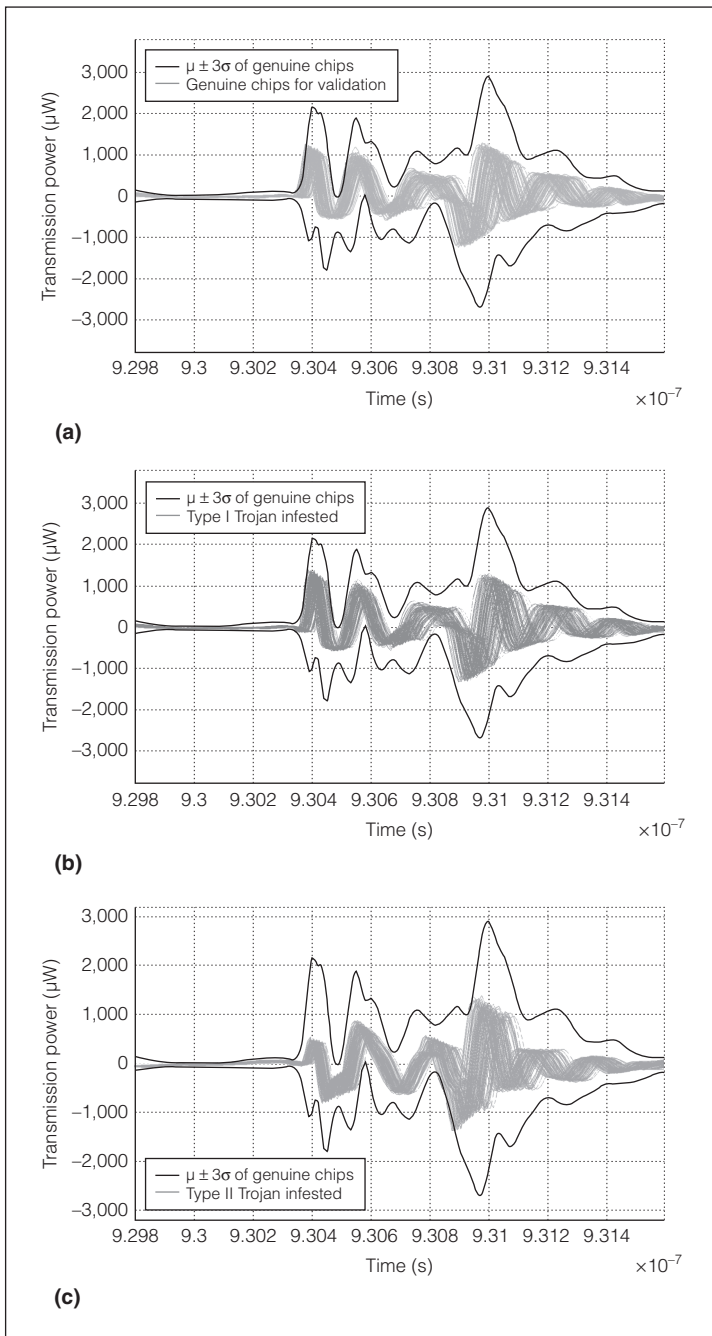 3,000
μ ± 3σ of genuine chips
Genuine chips for validation
2,000
1,000
0
–1,000
–2,000
–3,000
Transmission power (μW)
9.298 9.3 9.302 9.304 9.306 9.308 9.31 9.312 9.314
Time (s)
×10⁻⁷
(a)
3,000
μ ± 3σ of genuine chips
Type I Trojan infested
2,000
1,000
0
–1,000
–2,000
–3,000
Transmission power (μW)
9.298 9.3 9.302 9.304 9.306 9.308 9.31 9.312 9.314
Time (s)
×10⁻⁷
(b)
3,000
2,000
1,000
0
–1,000
–2,000
–3,000
Transmission power (μW)
μ ± 3σ of genuine chips
Type II Trojan infested
9.298 9.3 9.302 9.304 9.306 9.308 9.31 9.312 9.314
Time (s)
×10⁻⁷
(c)